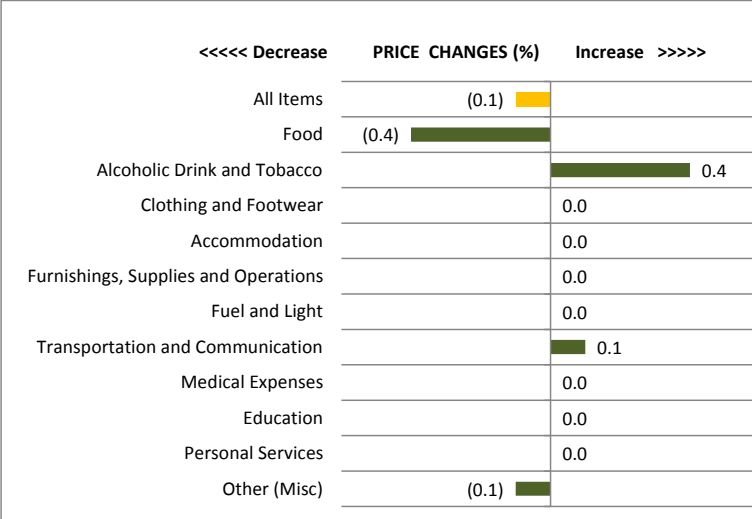 <<<<< Decrease PRICE CHANGES (%) Increase >>>>>
All Items (0.1)
Food (0.4)
Alcoholic Drink and Tobacco 0.4
Clothing and Footwear 0.0
Accommodation 0.0
Furnishings, Supplies and Operations 0.0
Fuel and Light 0.0
Transportation and Communication 0.1
Medical Expenses 0.0
Education 0.0
Personal Services 0.0
Other (Misc) (0.1)